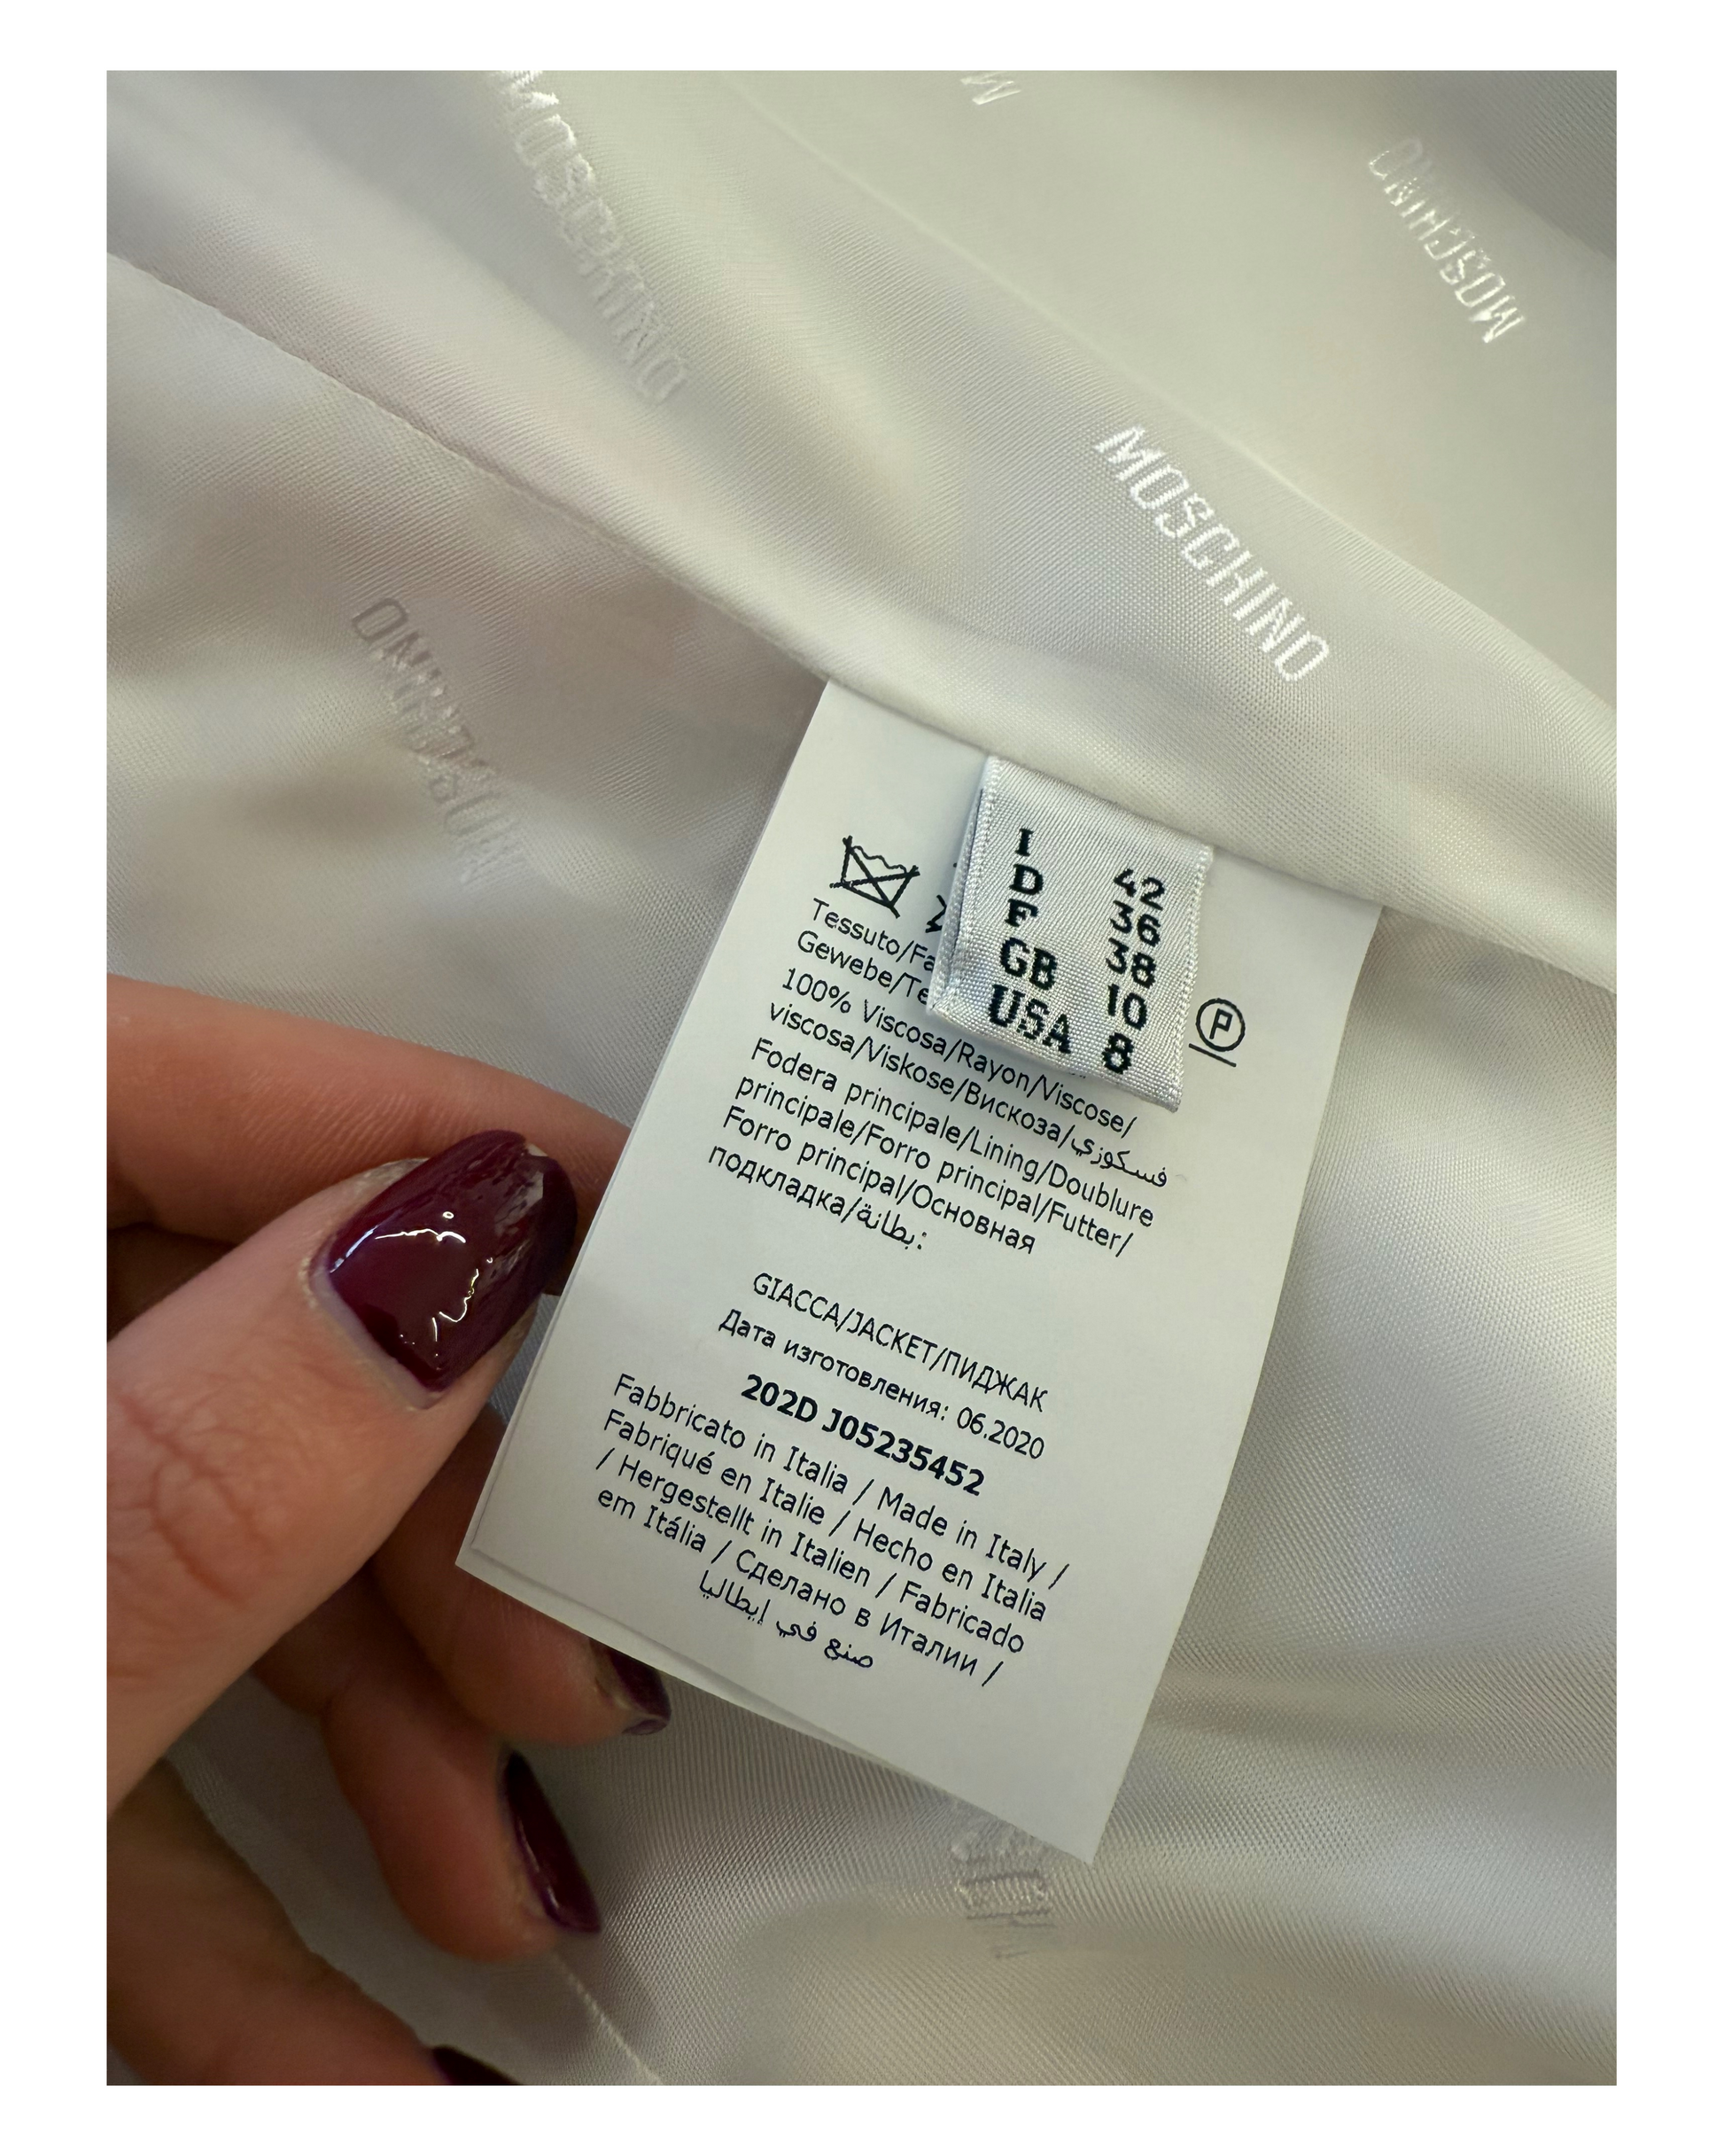 MOSCHINO
M
MOSCHINO
MOSCHINO
MOSCHINO
I 42
D 36
F 38
GB 10
USA 8
P
Tessuto/Fa
Gewebe/Te
100% Viscosa/Rayon/Viscose/
viscosa/Viskose/Вискоза/فسكوزي
Fodera principale/Lining/Doublure
principale/Forro principal/Futter/
Forro principal/Основная
подкладка/بطانة:
GIACCA/JACKET/ПИДЖАК
Дата изготовления: 06.2020
202D J05235452
Fabbricato in Italia / Made in Italy /
Fabriqué en Italie / Hecho en Italia
/ Hergestellt in Italien / Fabricado
em Itália / Сделано в Италии /
صنع في إيطاليا